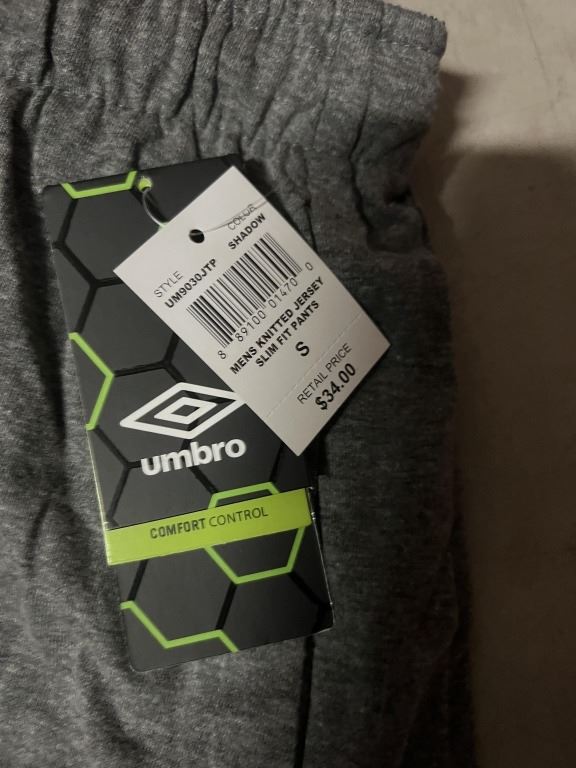 STYLE
UM9030JTP
COLOR
SHADOW
8 89100 01470 0
MENS KNITTED JERSEY
SLIM FIT PANTS
S
RETAIL PRICE
$34.00
umbro
COMFORT CONTROL